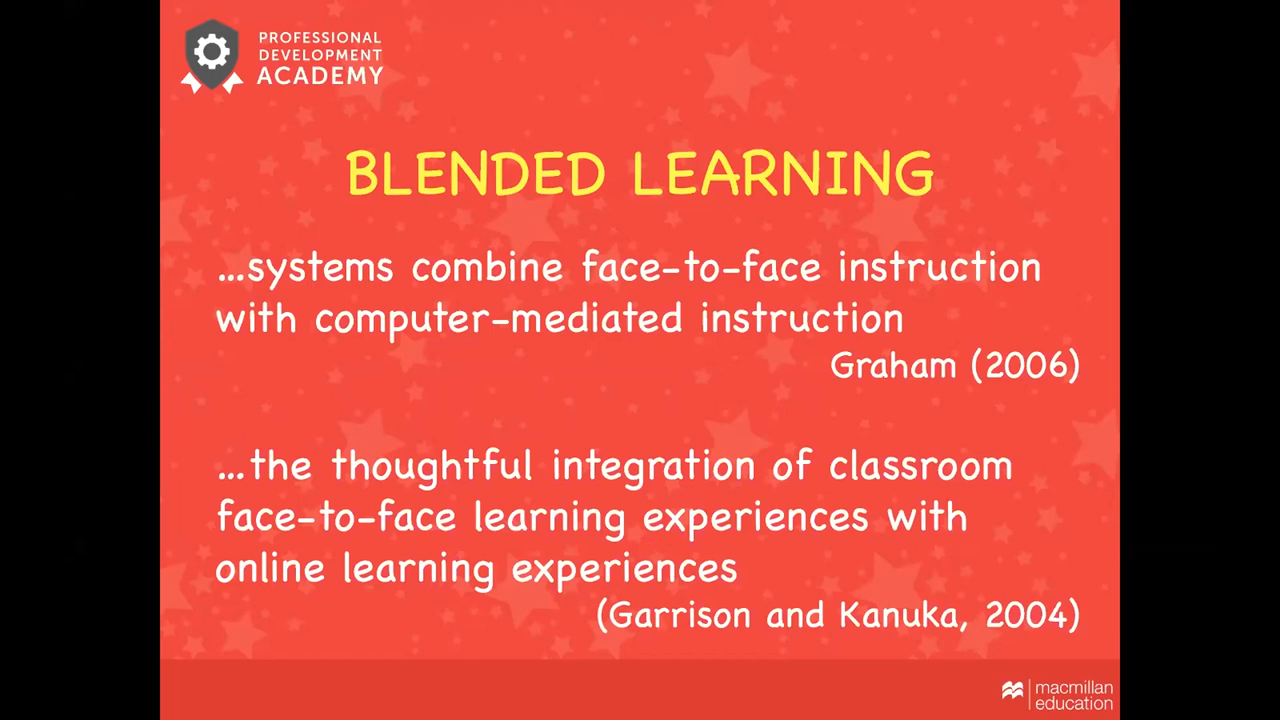 PROFESSIONAL
DEVELOPMENT
ACADEMY
BLENDED LEARNING
...systems combine face-to-face instruction
with computer-mediated instruction
Graham (2006)
...the thoughtful integration of classroom
face-to-face learning experiences with
online learning experiences
(Garrison and Kanuka, 2004)
macmillan
education